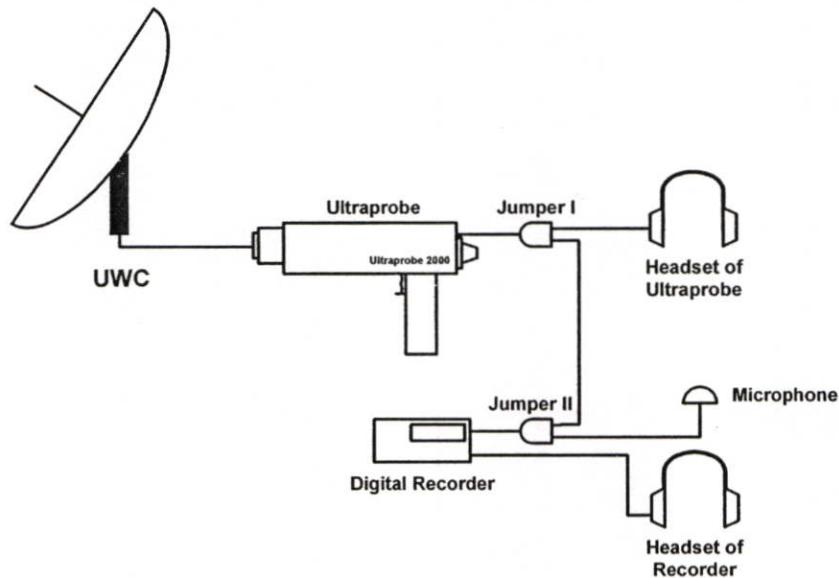 Ultraprobe
Jumper I
Ultraprobe 2000
UWC
Headset of
Ultraprobe
Jumper II
Microphone
Digital Recorder
Headset of
Recorder